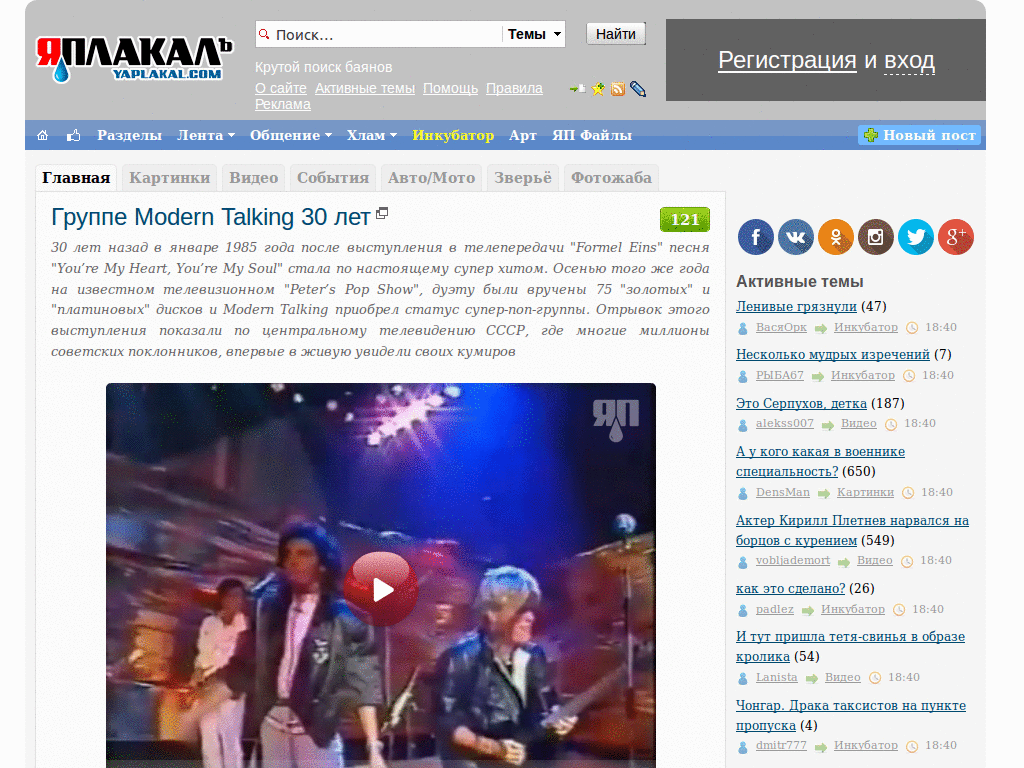 ЯПЛАКАЛЪ
YAPLAKAL.COM
Поиск... Темы Найти
Крутой поиск баянов
О сайте Активные темы Помощь Правила
Реклама
Регистрация и вход
Разделы Лента Общение Хлам Инкубатор Арт ЯП Файлы Новый пост
Главная Картинки Видео События Авто/Мото Зверьё Фотожаба
Группе Modern Talking 30 лет 121
30 лет назад в январе 1985 года после выступления в телепередачи "Formel Eins" песня
"You're My Heart, You're My Soul" стала по настоящему супер хитом. Осенью того же года
на известном телевизионном "Peter's Pop Show", дуэту были вручены 75 "золотых" и
"платиновых" дисков и Modern Talking приобрел статус супер-поп-группы. Отрывок этого
выступления показали по центральному телевидению СССР, где многие миллионы
советских поклонников, впервые в живую увидели своих кумиров
ЯП
Активные темы
Ленивые грязнули (47)
ВасяОрк Инкубатор 18:40
Несколько мудрых изречений (7)
РЫБА67 Инкубатор 18:40
Это Серпухов, детка (187)
alekss007 Видео 18:40
А у кого какая в военнике
специальность? (650)
DensMan Картинки 18:40
Актер Кирилл Плетнев нарвался на
борцов с курением (549)
vobljademort Видео 18:40
как это сделано? (26)
padlez Инкубатор 18:40
И тут пришла тетя-свинья в образе
кролика (54)
Lanista Видео 18:40
Чонгар. Драка таксистов на пункте
пропуска (4)
dmitr777 Инкубатор 18:40